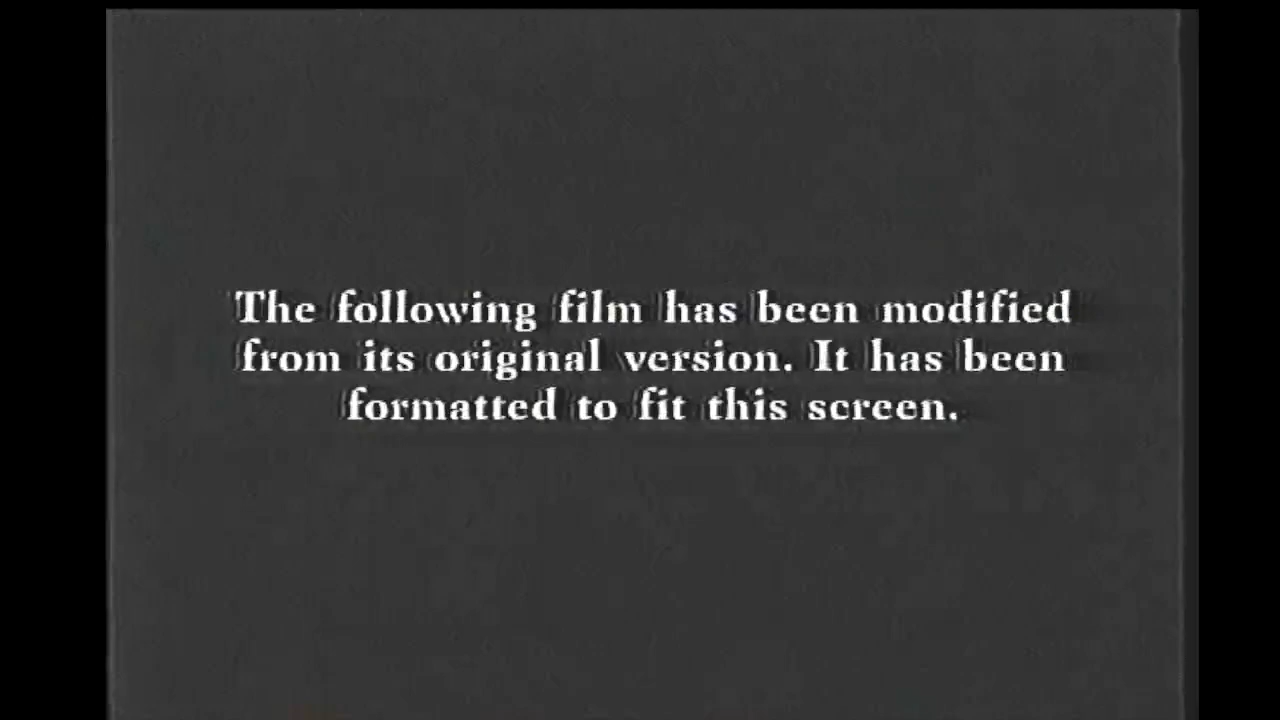 The following film has been modified
from its original version. It has been
formatted to fit this screen.